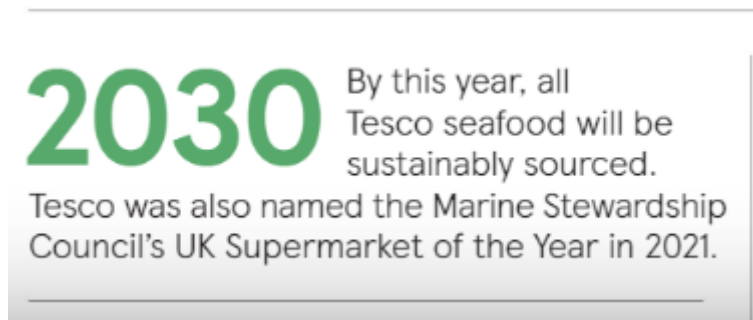 2030 By this year, all
Tesco seafood will be
sustainably sourced.
Tesco was also named the Marine Stewardship
Council's UK Supermarket of the Year in 2021.